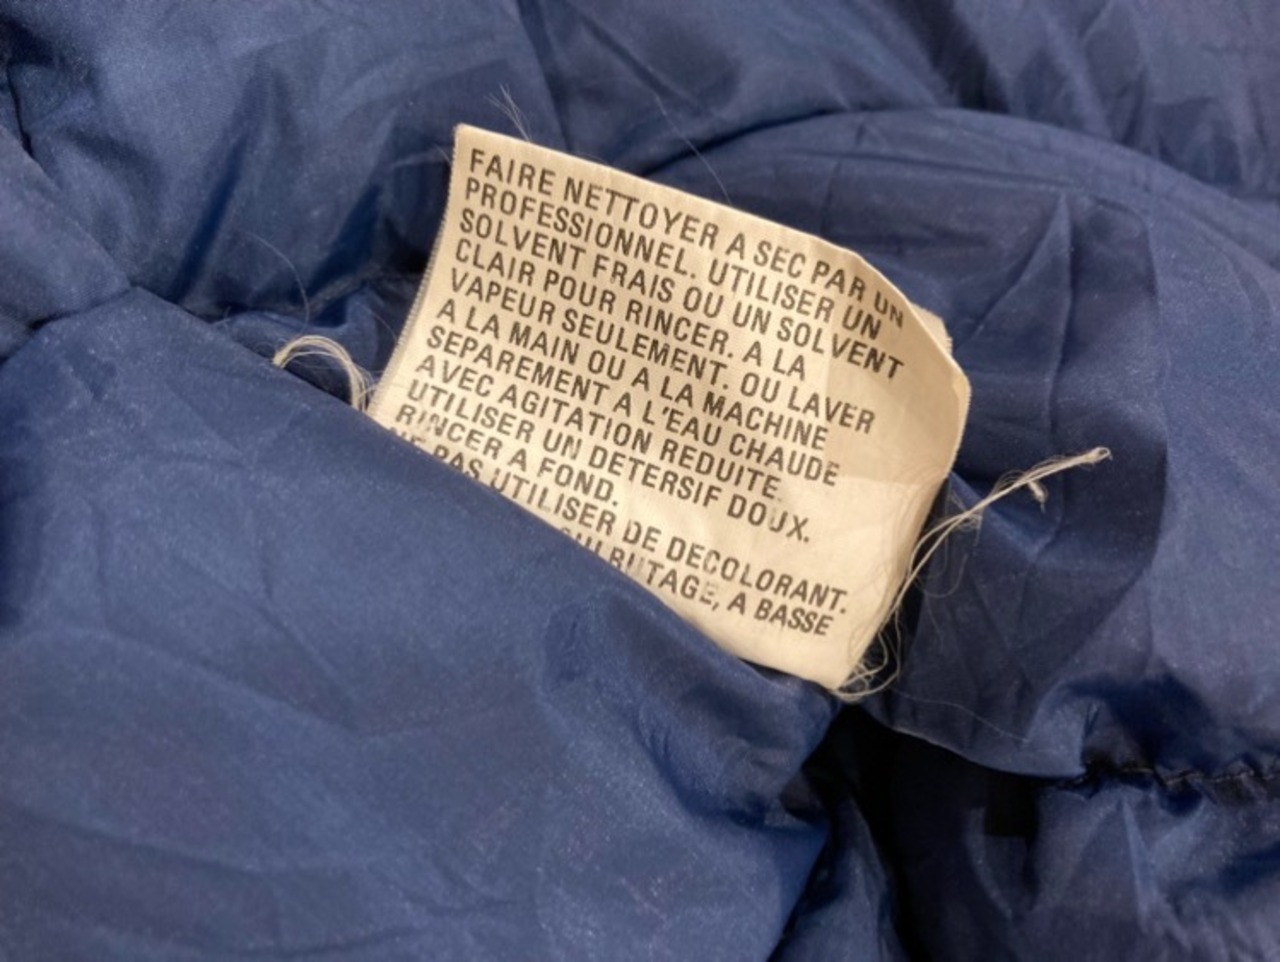 FAIRE NETTOYER A SEC PAR UN
PROFESSIONNEL. UTILISER UN
SOLVENT FRAIS OU UN SOLVENT
CLAIR POUR RINCER. A LA
VAPEUR SEULEMENT. OU LAVER
A LA MAIN OU A LA MACHINE
SEPAREMENT A L'EAU CHAUDE
AVEC AGITATION REDUITE.
UTILISER UN DETERSIF DOUX.
RINCER A FOND.
NE PAS UTILISER DE DECOLORANT.
CULBUTAGE, A BASSE